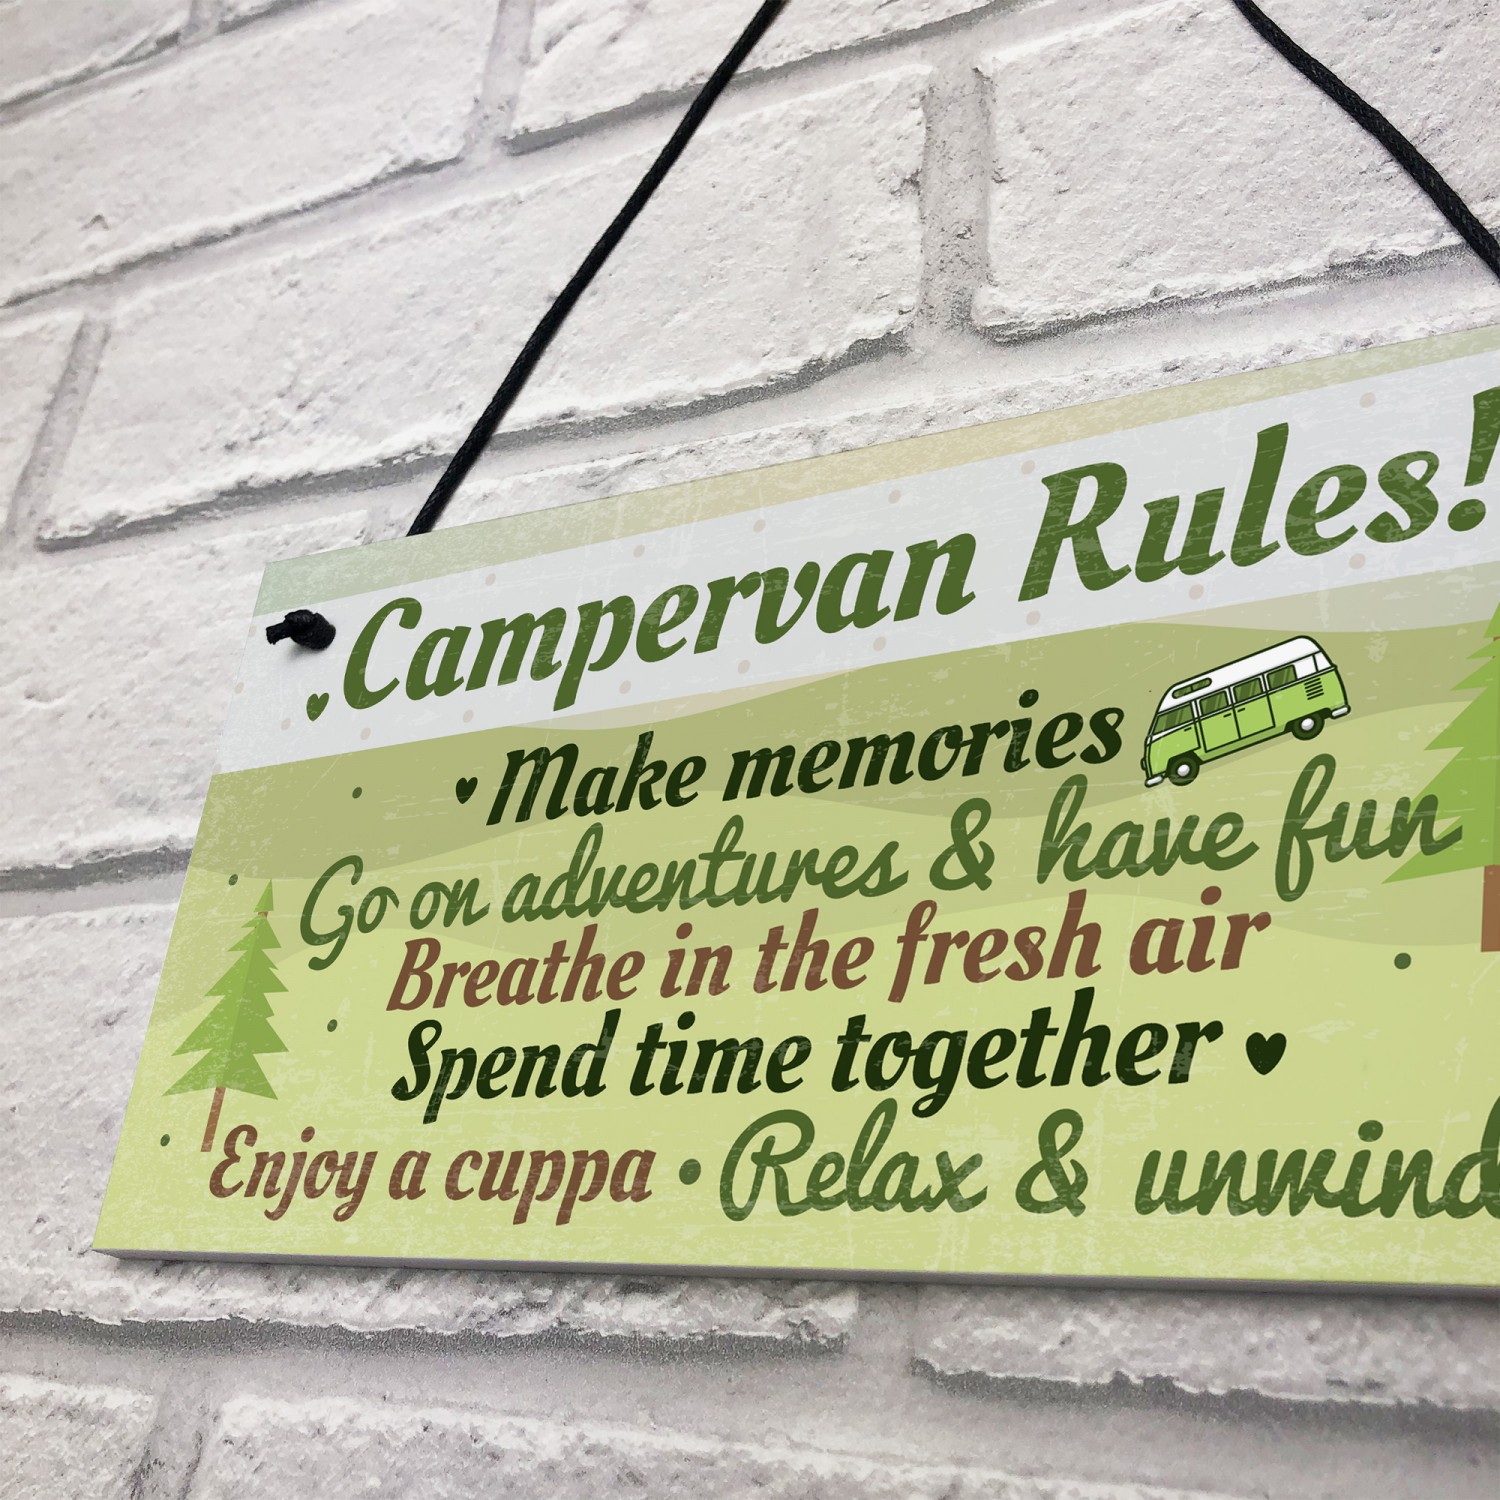 Campervan Rules!
Make memories
Go on adventures & have fun
Breathe in the fresh air
Spend time together
Enjoy a cuppa • Relax & unwind